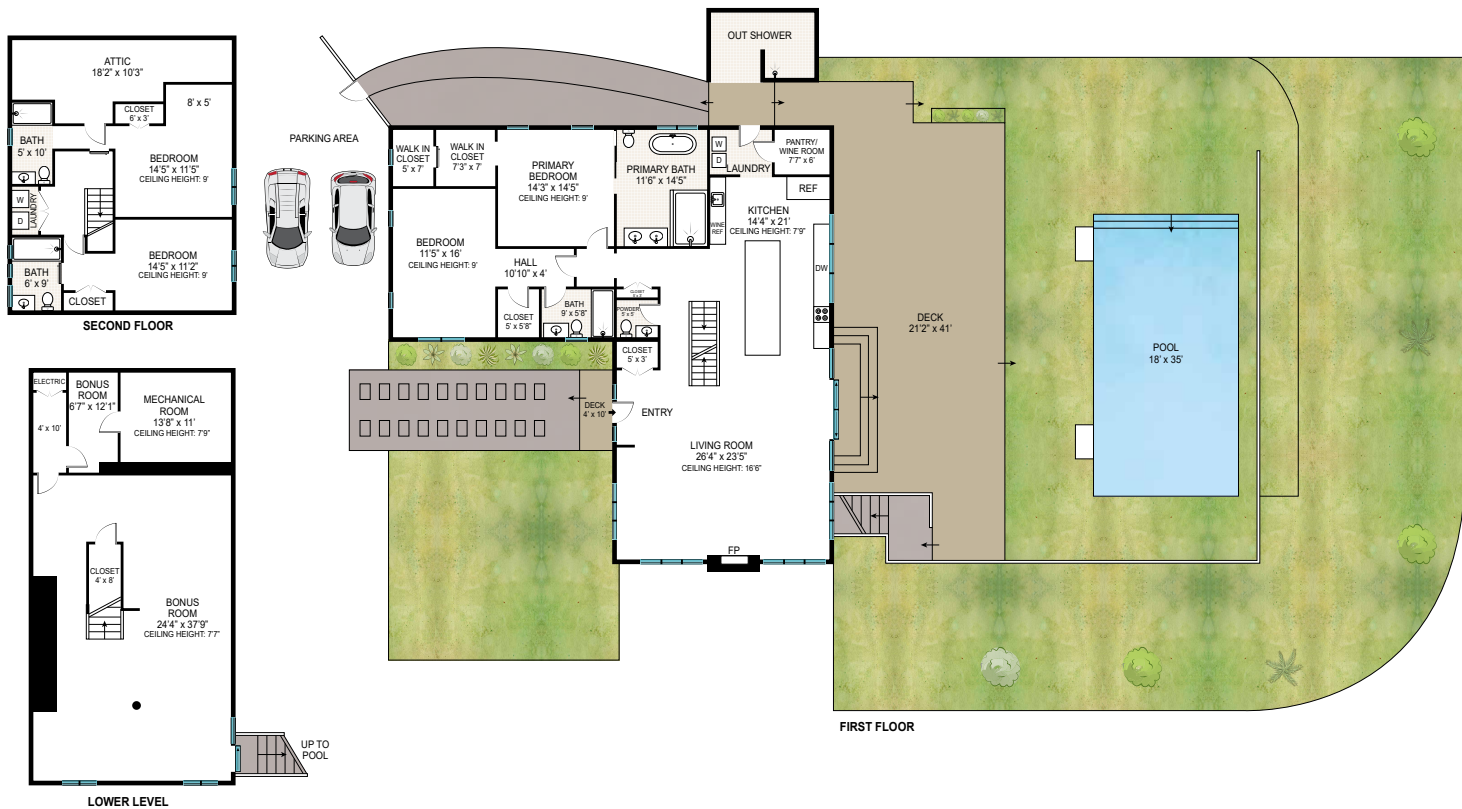 ATTIC
18'2" x 10'3"
8' x 5'
CLOSET
6' x 3'
BATH
5' x 10'
BEDROOM
14'5" x 11'5"
CEILING HEIGHT: 9'
W
D
LAUNDRY
BEDROOM
14'5" x 11'2"
CEILING HEIGHT: 9'
BATH
6' x 9'
CLOSET
SECOND FLOOR
ELECTRIC
BONUS
ROOM
6'7" x 12'1"
4' x 10'
MECHANICAL
ROOM
13'8" x 11'
CEILING HEIGHT: 7'9"
CLOSET
4' x 8'
BONUS
ROOM
24'4" x 37'9"
CEILING HEIGHT: 7'7"
UP TO
POOL
LOWER LEVEL
PARKING AREA
OUT SHOWER
WALK IN
CLOSET
5' x 7'
WALK IN
CLOSET
7'3" x 7'
PRIMARY
BEDROOM
14'3" x 14'5"
CEILING HEIGHT: 9'
PRIMARY BATH
11'6" x 14'5"
W
D
LAUNDRY
PANTRY/
WINE ROOM
7'7" x 6'
REF
WINE
REF
KITCHEN
14'4" x 21'
CEILING HEIGHT: 7'9"
DW
BEDROOM
11'5" x 16'
CEILING HEIGHT: 9'
HALL
10'10" x 4'
CLOSET
5' x 5'8"
BATH
9' x 5'8"
CLOSET
POWDER
5' x 5'
CLOSET
5' x 3'
DECK
4' x 10'
ENTRY
LIVING ROOM
26'4" x 23'5"
CEILING HEIGHT: 16'6"
FP
DECK
21'2" x 41'
POOL
18' x 35'
FIRST FLOOR